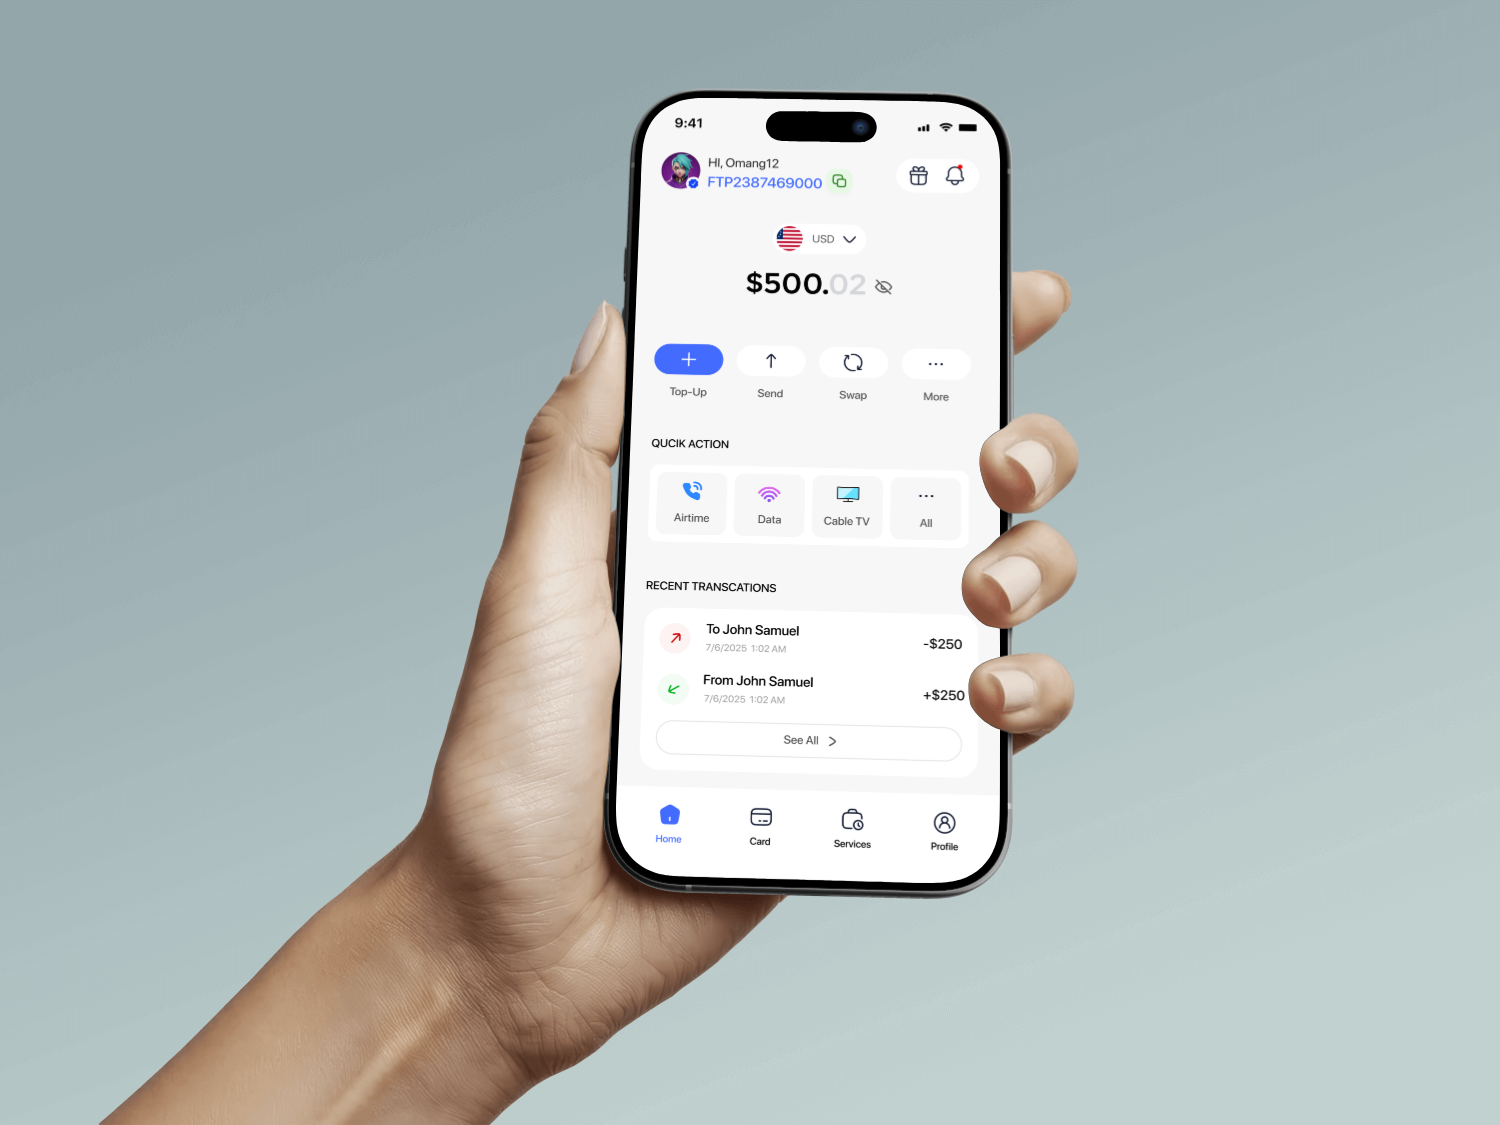 9:41
HI, Omang12
FTP2387469000
USD
$500.02
Top-Up Send Swap More
QUCIK ACTION
Airtime Data Cable TV All
RECENT TRANSCATIONS
To John Samuel
-$250
7/6/2025 1:02 AM
From John Samuel
+$250
7/6/2025 1:02 AM
See All
Home Card Services Profile